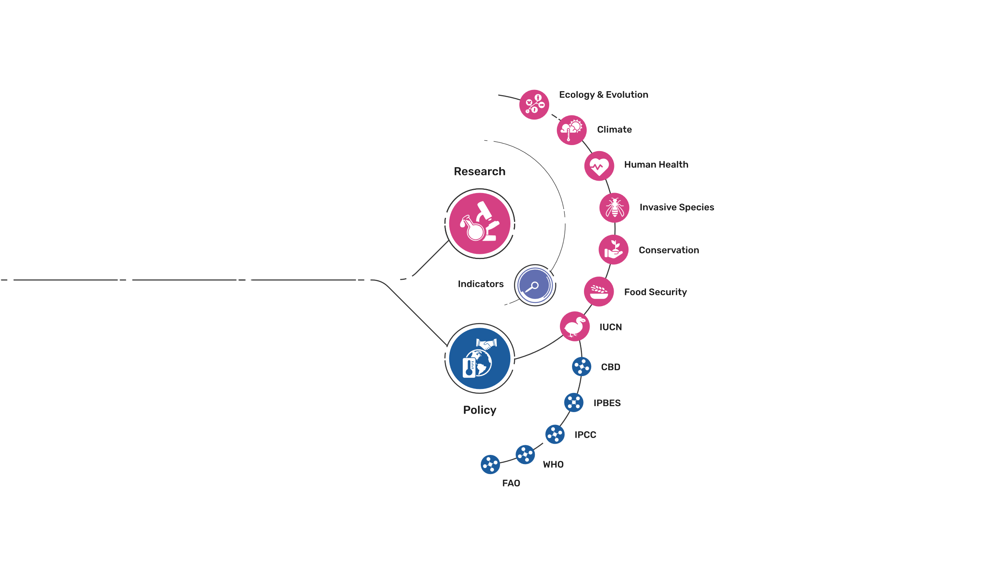 Ecology & Evolution
Climate
Human Health
Research
Invasive Species
Conservation
Indicators
Food Security
IUCN
CBD
IPBES
Policy
IPCC
WHO
FAO